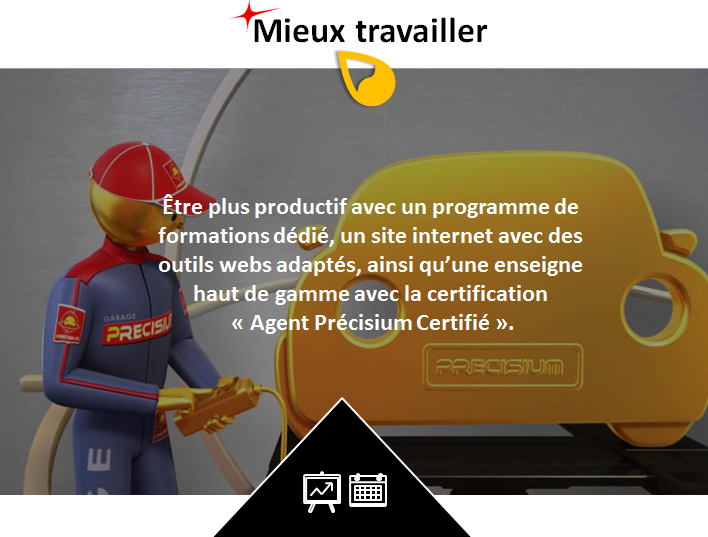 Mieux travailler
Être plus productif avec un programme de
formations dédié, un site internet avec des
outils webs adaptés, ainsi qu'une enseigne
haut de gamme avec la certification
« Agent Précisium Certifié ».
GARAGE
PRECISIUM
PRECISIUM